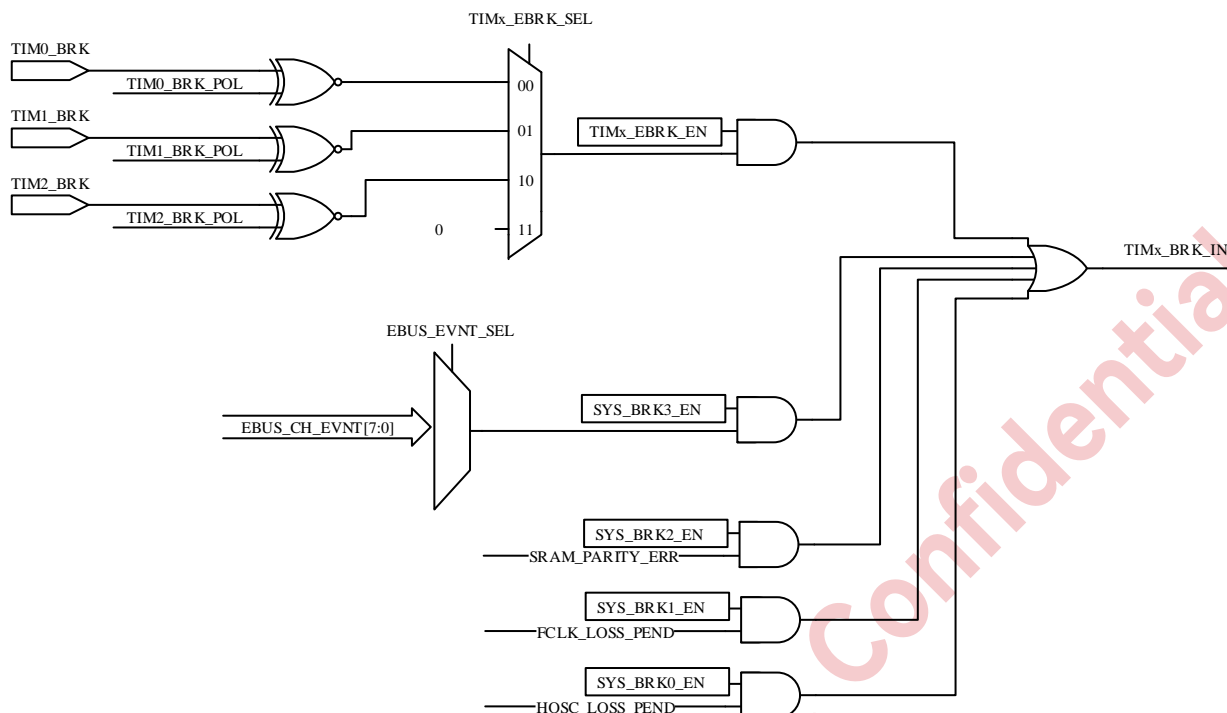 TIMx_EBRK_SEL
TIM0_BRK
TIM0_BRK_POL
00
TIM1_BRK
TIM1_BRK_POL
01
TIMx_EBRK_EN
TIM2_BRK
TIM2_BRK_POL
10
0
11
TIMx_BRK_IN
EBUS_EVNT_SEL
SYS_BRK3_EN
EBUS_CH_EVNT[7:0]
SYS_BRK2_EN
SRAM_PARITY_ERR
SYS_BRK1_EN
FCLK_LOSS_PEND
SYS_BRK0_EN
HOSC_LOSS_PEND
Confidential